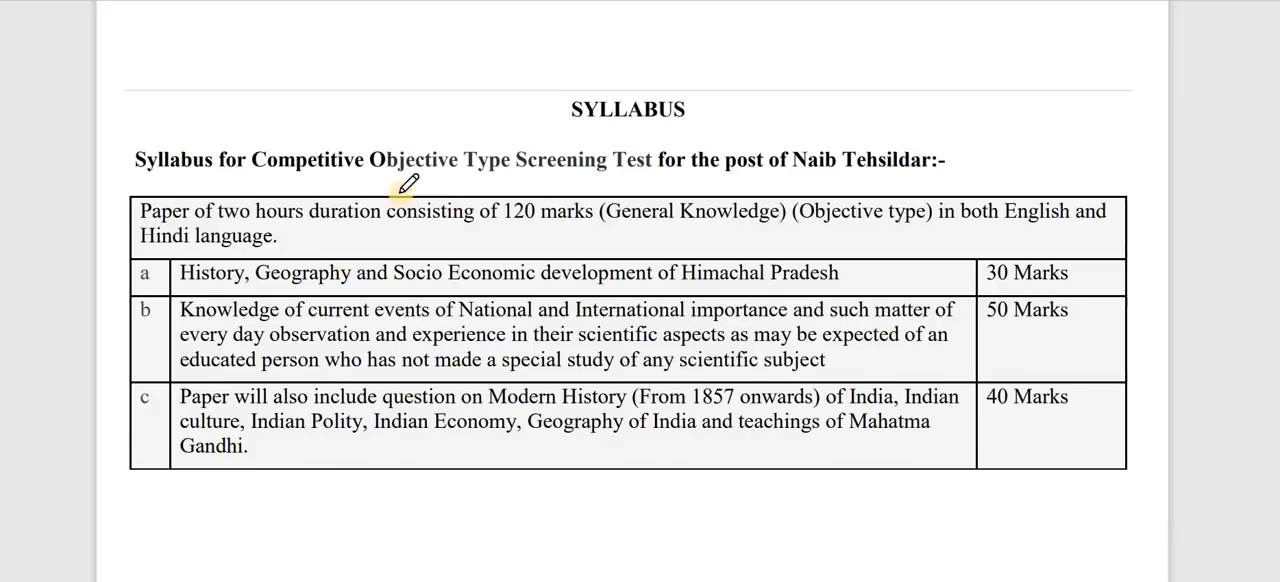 SYLLABUS
Syllabus for Competitive Objective Type Screening Test for the post of Naib Tehsildar:-
Paper of two hours duration consisting of 120 marks (General Knowledge) (Objective type) in both English and
Hindi language.
a History, Geography and Socio Economic development of Himachal Pradesh 30 Marks
b Knowledge of current events of National and International importance and such matter of 50 Marks
every day observation and experience in their scientific aspects as may be expected of an
educated person who has not made a special study of any scientific subject
c Paper will also include question on Modern History (From 1857 onwards) of India, Indian 40 Marks
culture, Indian Polity, Indian Economy, Geography of India and teachings of Mahatma
Gandhi.